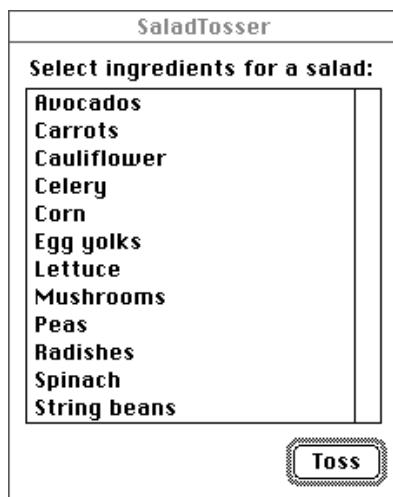 SaladTosser
Select ingredients for a salad:
Avocados
Carrots
Cauliflower
Celery
Corn
Egg yolks
Lettuce
Mushrooms
Peas
Radishes
Spinach
String beans
Toss